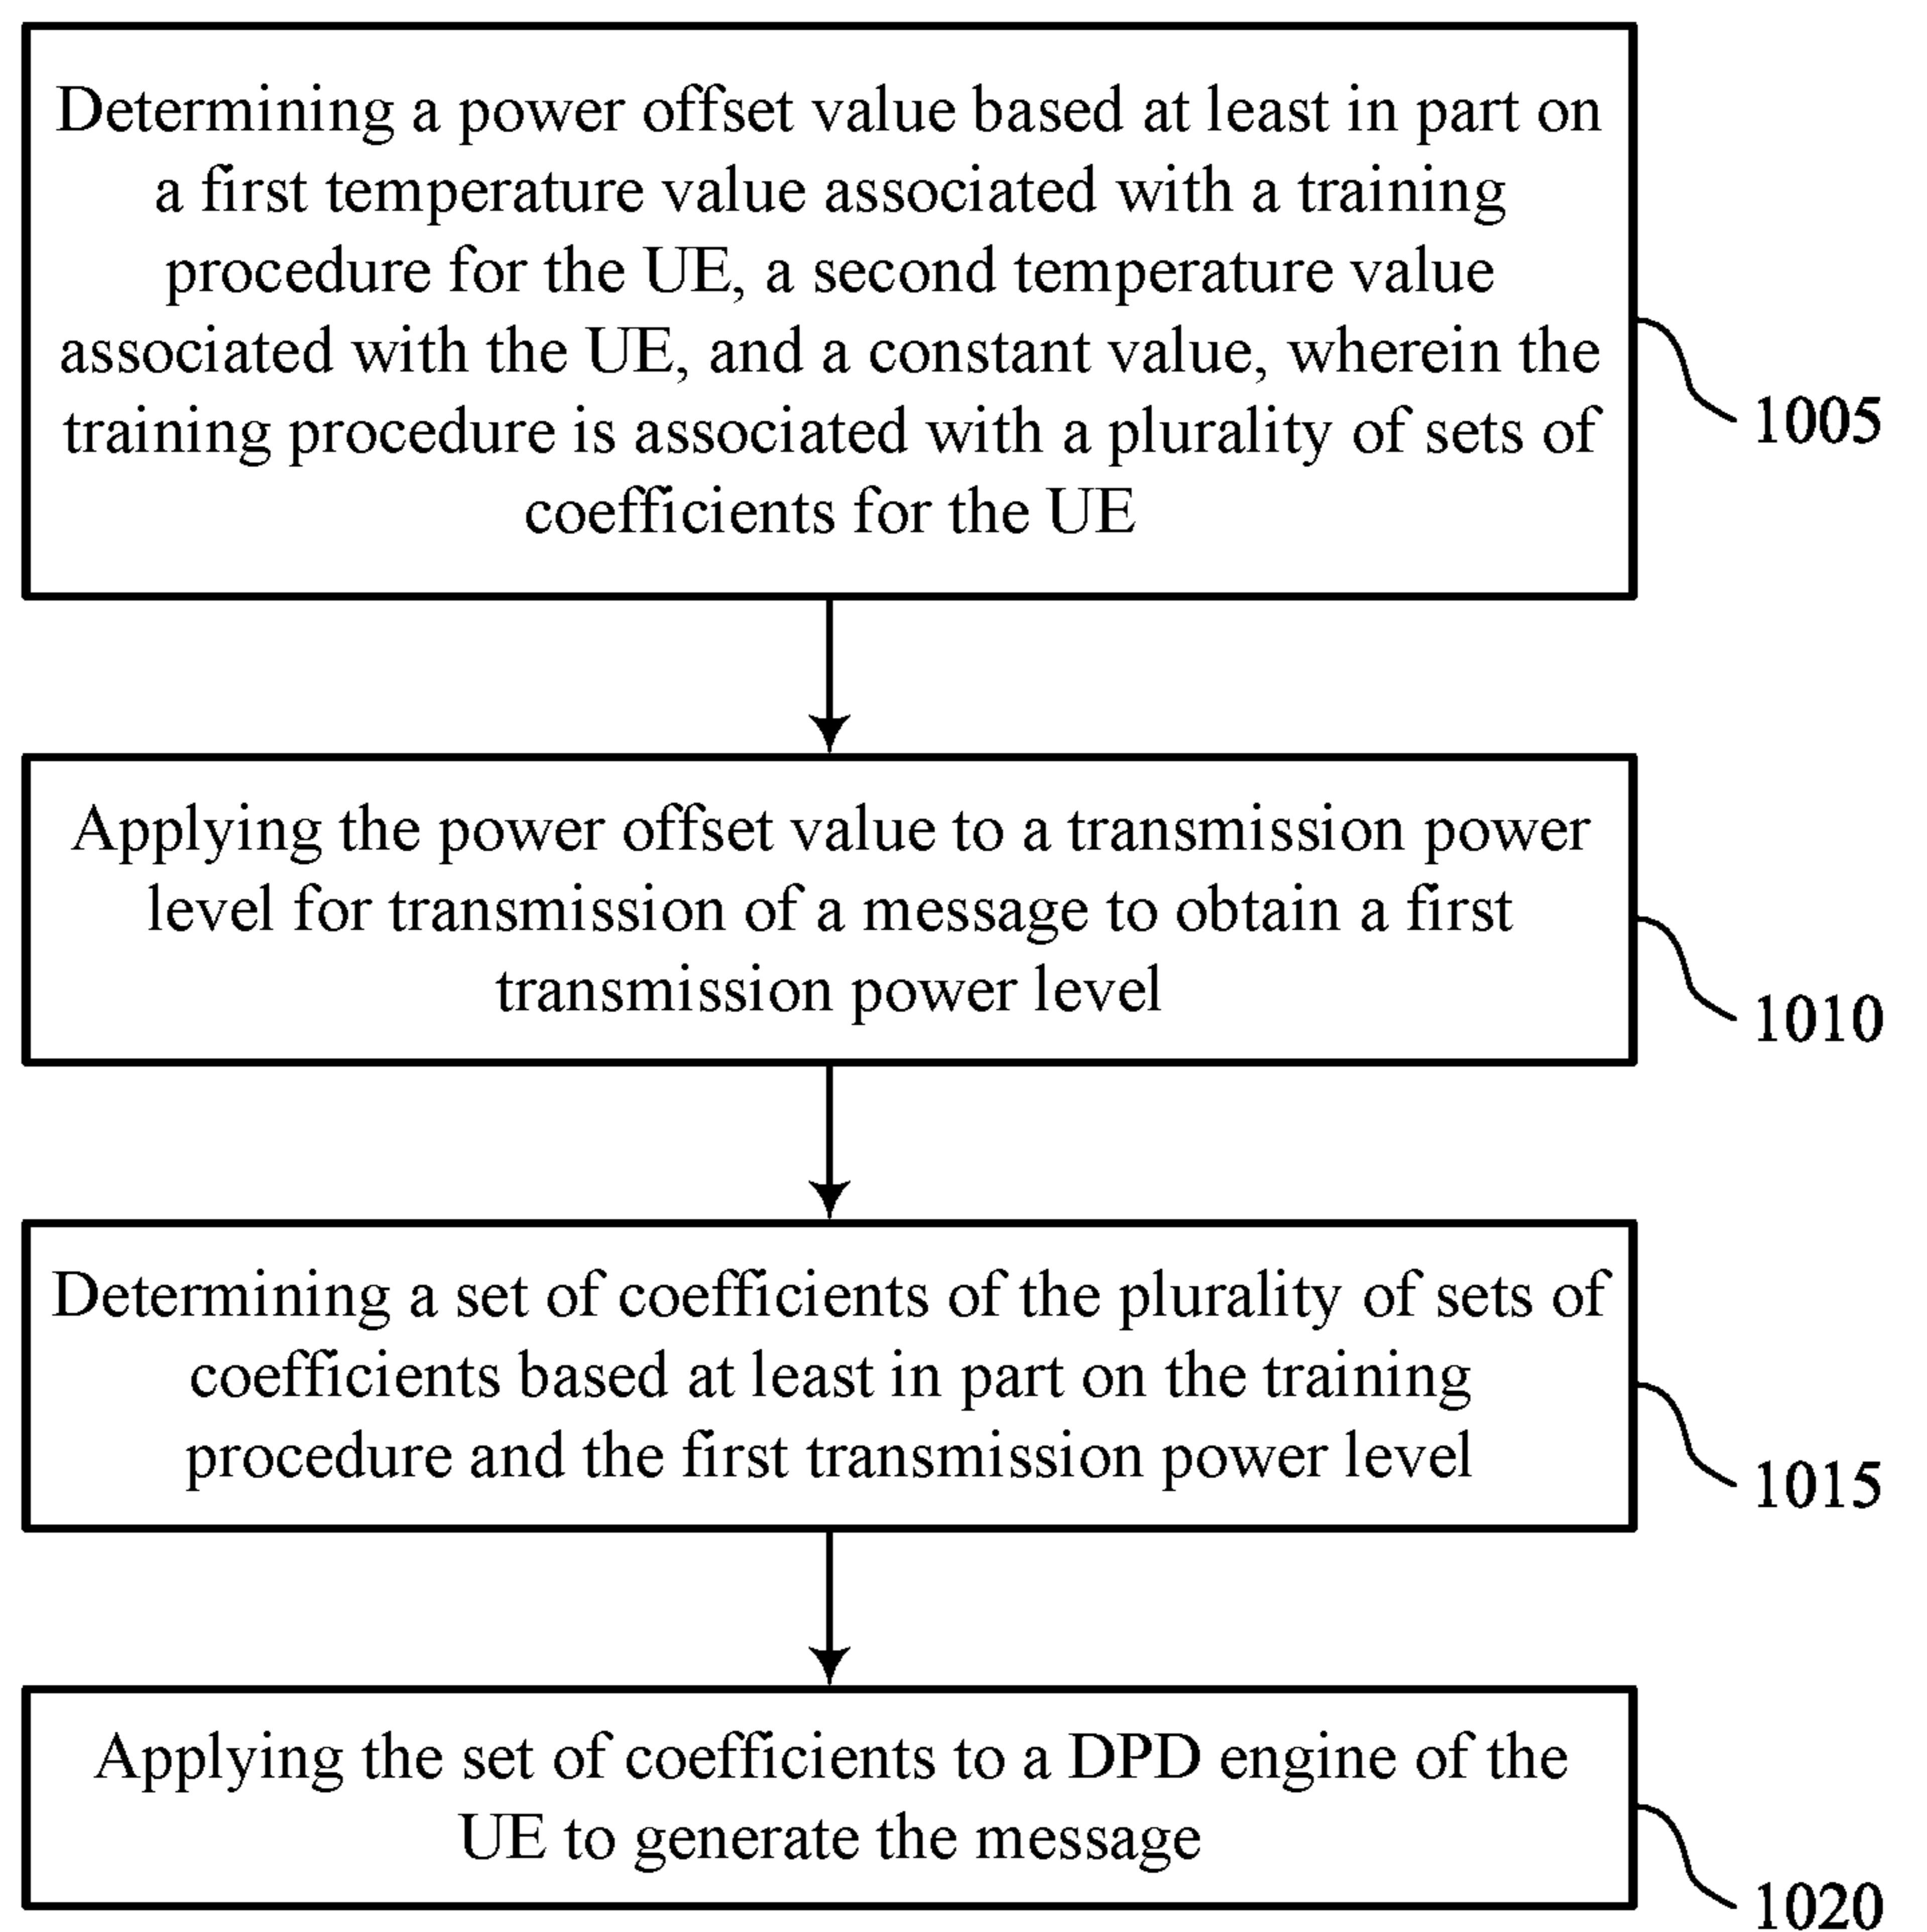 Determining a power offset value based at least in part on
a first temperature value associated with a training
procedure for the UE, a second temperature value
associated with the UE, and a constant value, wherein the
training procedure is associated with a plurality of sets of
coefficients for the UE
1005
Applying the power offset value to a transmission power
level for transmission of a message to obtain a first
transmission power level
1010
Determining a set of coefficients of the plurality of sets of
coefficients based at least in part on the training
procedure and the first transmission power level
1015
Applying the set of coefficients to a DPD engine of the
UE to generate the message
1020